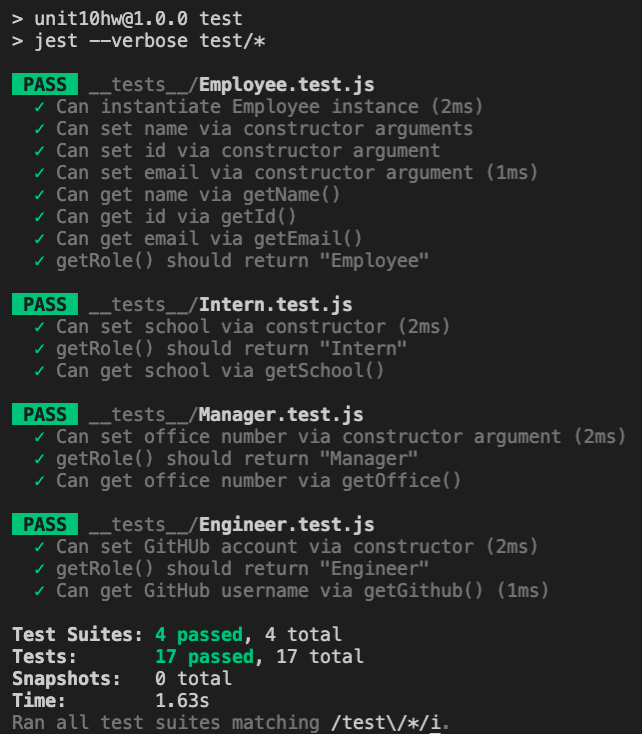 > unit10hw@1.0.0 test
> jest --verbose test/*
PASS __tests__/Employee.test.js
✓ Can instantiate Employee instance (2ms)
✓ Can set name via constructor arguments
✓ Can set id via constructor argument
✓ Can set email via constructor argument (1ms)
✓ Can get name via getName()
✓ Can get id via getId()
✓ Can get email via getEmail()
✓ getRole() should return "Employee"
PASS __tests__/Intern.test.js
✓ Can set school via constructor (2ms)
✓ getRole() should return "Intern"
✓ Can get school via getSchool()
PASS __tests__/Manager.test.js
✓ Can set office number via constructor argument (2ms)
✓ getRole() should return "Manager"
✓ Can get office number via getOffice()
PASS __tests__/Engineer.test.js
✓ Can set GitHUb account via constructor (2ms)
✓ getRole() should return "Engineer"
✓ Can get GitHub username via getGithub() (1ms)
Test Suites: 4 passed, 4 total
Tests: 17 passed, 17 total
Snapshots: 0 total
Time: 1.63s
Ran all test suites matching /test\/*/i.